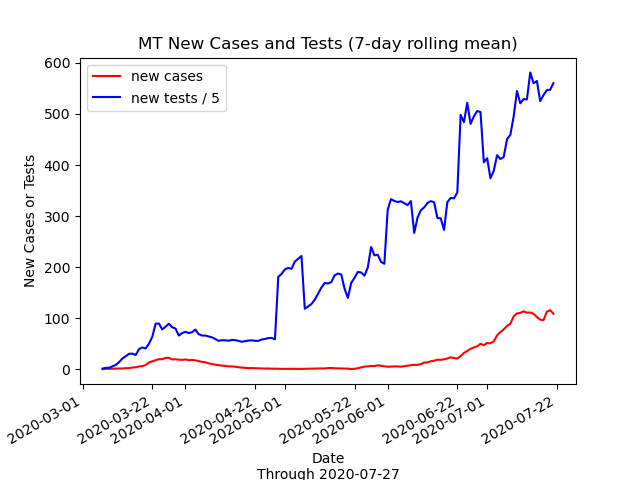 MT New Cases and Tests (7-day rolling mean)
new cases
new tests / 5
New Cases or Tests
600
500
400
300
200
100
0
2020-03-01
2020-03-22
2020-04-01
2020-04-22
2020-05-01
2020-05-22
2020-06-01
2020-06-22
2020-07-01
2020-07-22
Date
Through 2020-07-27